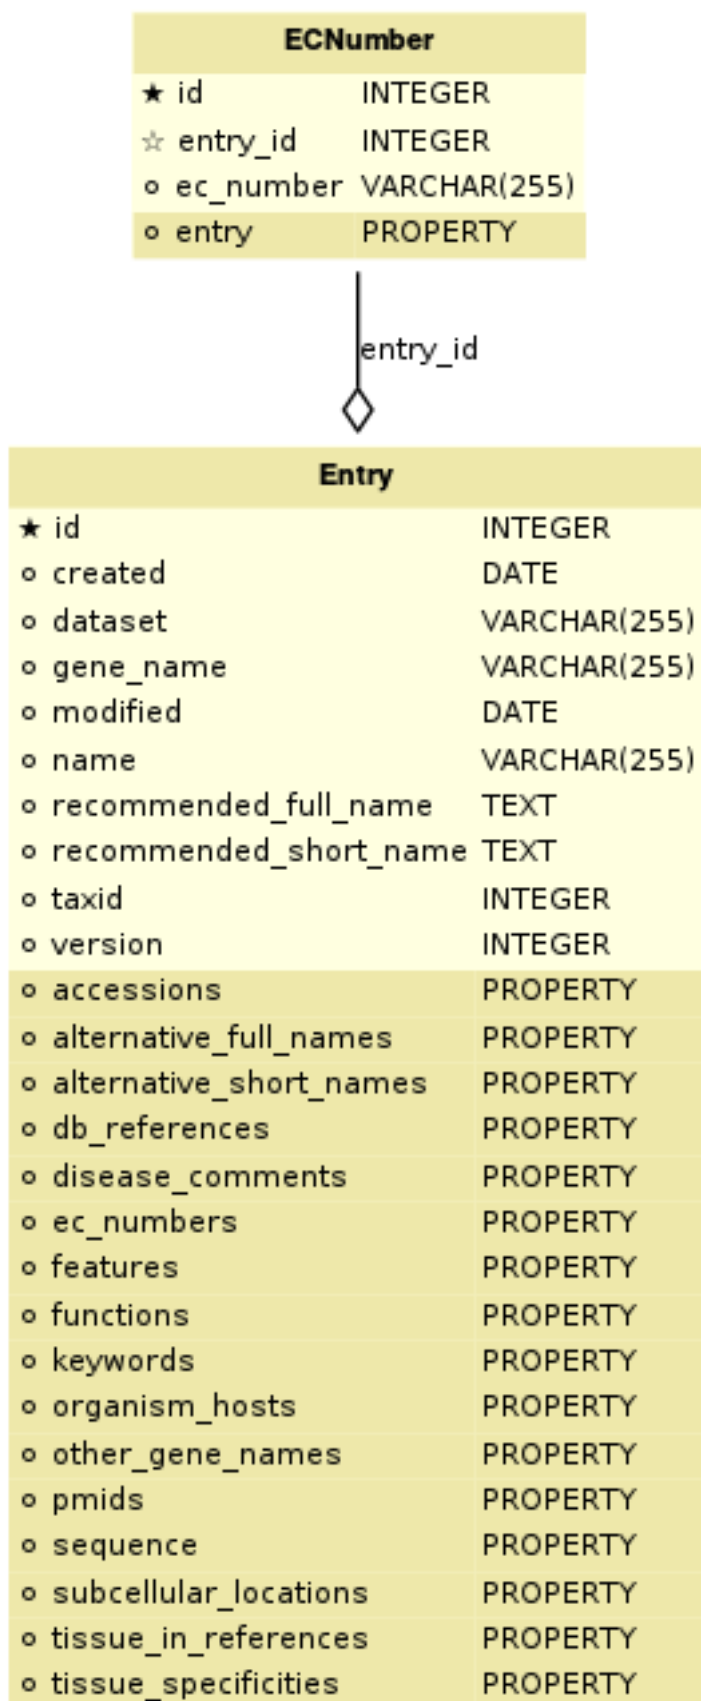 ECNumber
★ id INTEGER
☆ entry_id INTEGER
ec_number VARCHAR(255)
entry PROPERTY
entry_id
Entry
★ id INTEGER
created DATE
dataset VARCHAR(255)
gene_name VARCHAR(255)
modified DATE
name VARCHAR(255)
recommended_full_name TEXT
recommended_short_name TEXT
taxid INTEGER
version INTEGER
accessions PROPERTY
alternative_full_names PROPERTY
alternative_short_names PROPERTY
db_references PROPERTY
disease_comments PROPERTY
ec_numbers PROPERTY
features PROPERTY
functions PROPERTY
keywords PROPERTY
organism_hosts PROPERTY
other_gene_names PROPERTY
pmids PROPERTY
sequence PROPERTY
subcellular_locations PROPERTY
tissue_in_references PROPERTY
tissue_specificities PROPERTY